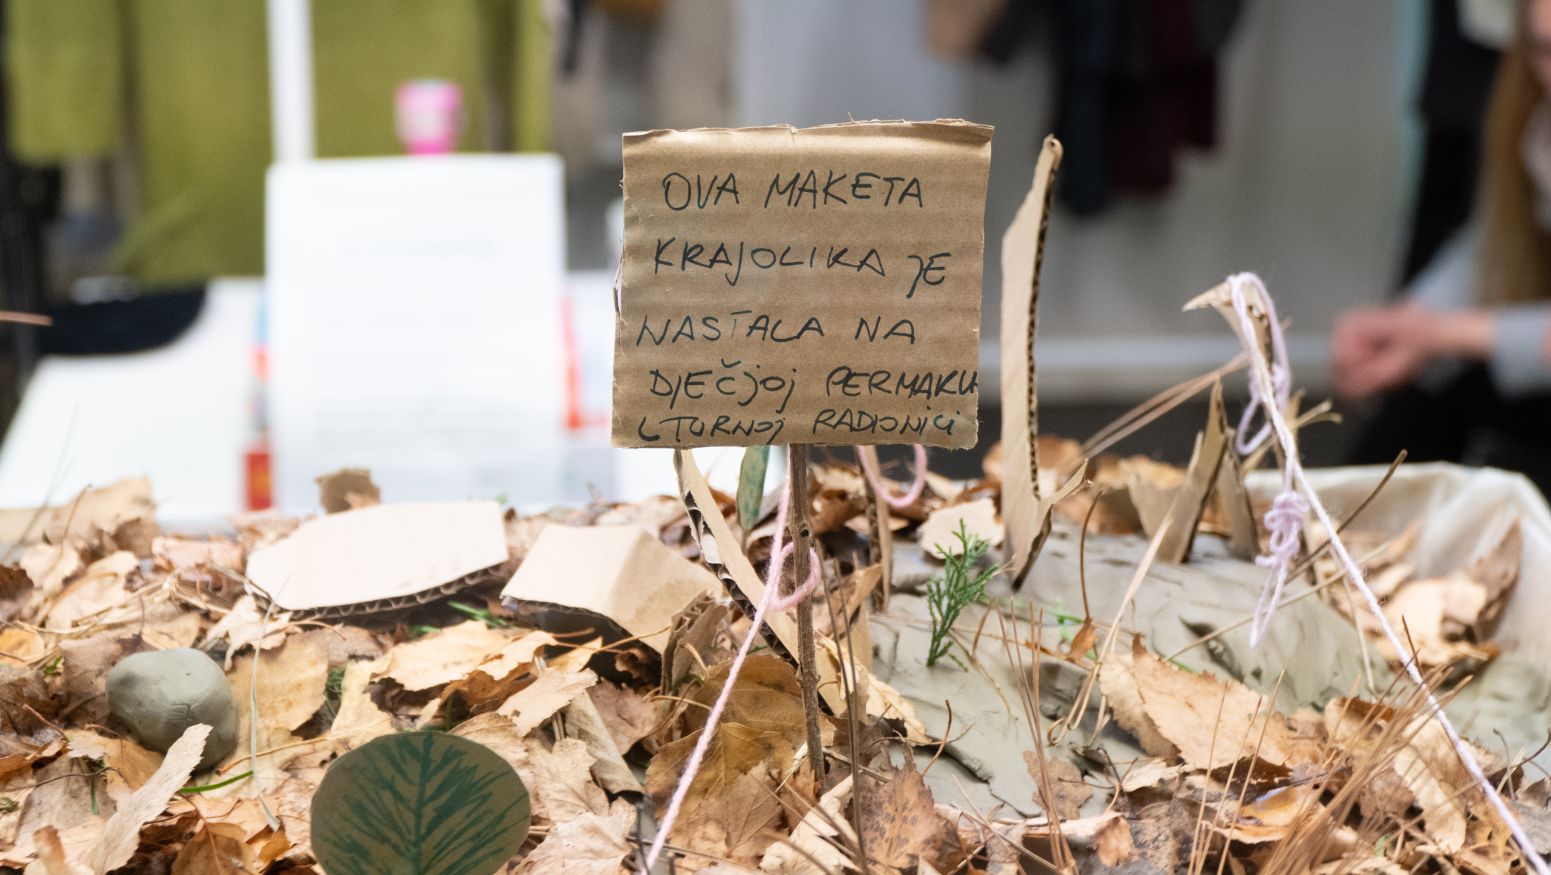 OVA MAKETA
KRAJOLIKA JE
NASTALA NA
DJEČJOJ PERMAKU
LTURNOJ RADIONICI